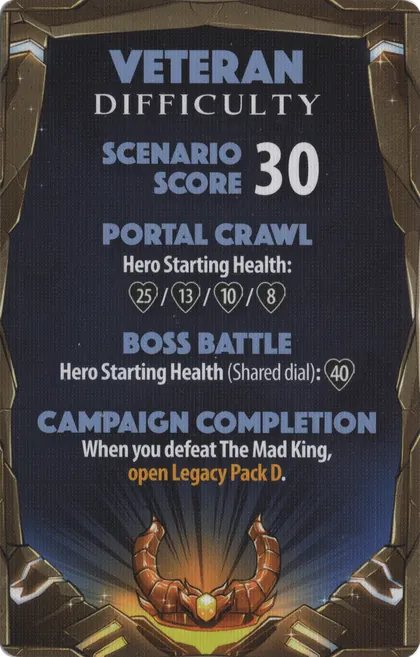 VETERAN
DIFFICULTY
SCENARIO
SCORE 30
PORTAL CRAWL
Hero Starting Health:
25 / 13 / 10 / 8
BOSS BATTLE
Hero Starting Health (Shared dial): 40
CAMPAIGN COMPLETION
When you defeat The Mad King,
open Legacy Pack D.